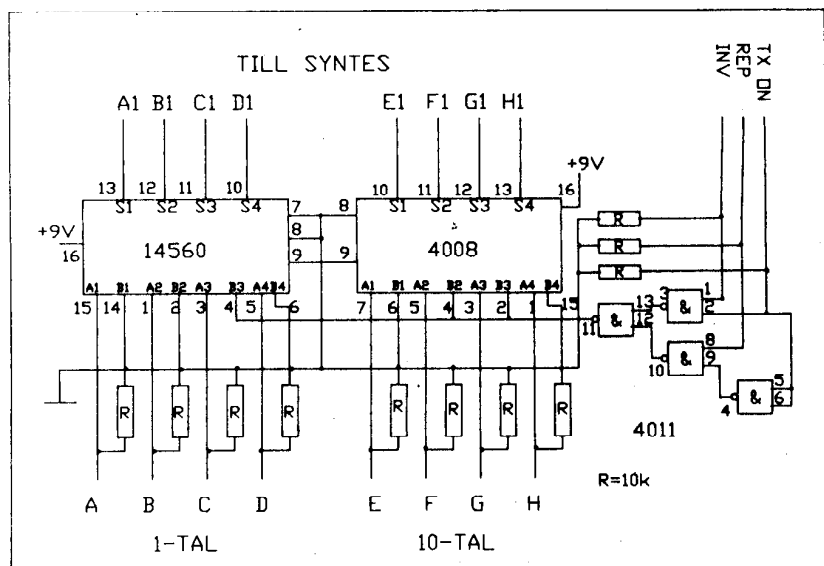 TILL SYNTES
TX ON
REP
INV
A1 B1 C1 D1
E1 F1 G1 H1
+9V
13 12 11 10
10 11 12 13 16
S1 S2 S3 S4 7
8 S1 S2 S3 S4
+9V
16
14560
8
4008
9
9
R
R
R
A1 B1 A2 B2 A3 B3 A4 B4
A1 B1 A2 B2 A3 B3 A4 B4
15 14 1 2 3 4 5 6
7 6 5 4 3 2 1 15
11 & 13 12
3 & 1 2
10 & 8 9
4 & 5 6
R R R R
R R R R
4011
R=10k
A B C D
E F G H
1-TAL
10-TAL